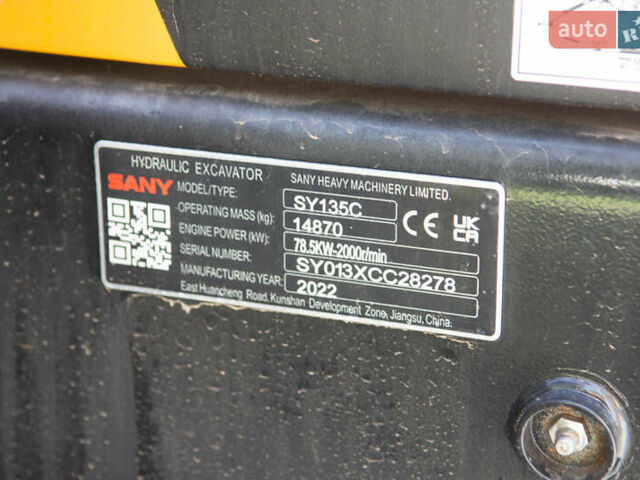 auto R
HYDRAULIC EXCAVATOR SANY HEAVY MACHINERY LIMITED.
SANY MODEL/TYPE: SY135C
OPERATING MASS (kg): 14870
ENGINE POWER (kW): 78.5KW-2000r/min
SERIAL NUMBER: SY013XCC28278
MANUFACTURING YEAR: 2022
CE UK CA
East Huancheng Road, Kunshan Development Zone, Jiangsu, China.